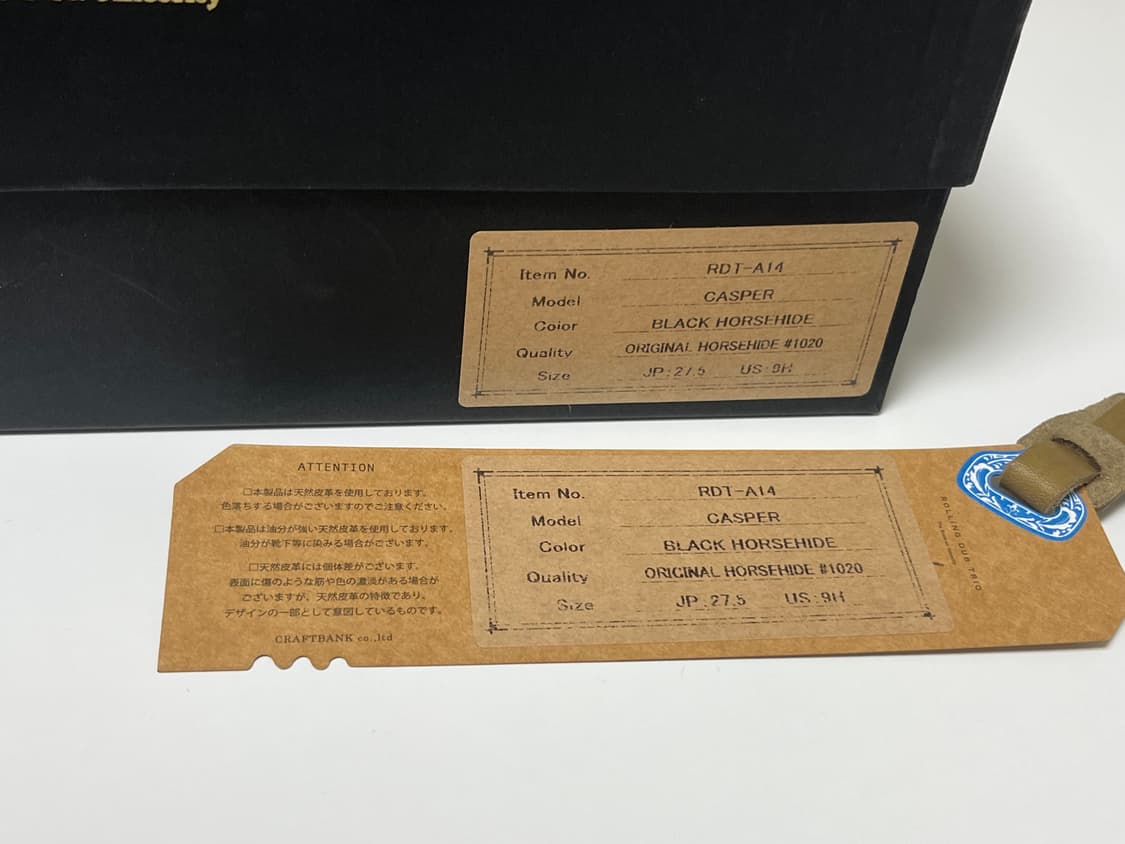 Item No. RDT-A14
Model CASPER
Color BLACK HORSEHIDE
Quality ORIGINAL HORSEHIDE #1020
Size JP:27.5 US:9H
ATTENTION
□本製品は天然皮革を使用しております。
色落ちする場合がございますのでご注意ください。
□本製品は油分が強い天然皮革を使用しております。
油分が靴下等に染みる場合がございます。
□天然皮革には個体差がございます。
表面に傷のような筋や色の濃淡がある場合が
ございますが、天然皮革の特徴であり、
デザインの一部として意図しているものです。
CRAFTBANK co.,ltd
Item No. RDT-A14
Model CASPER
Color BLACK HORSEHIDE
Quality ORIGINAL HORSEHIDE #1020
Size JP:27.5 US:9H
ROLLING DUB TRIO